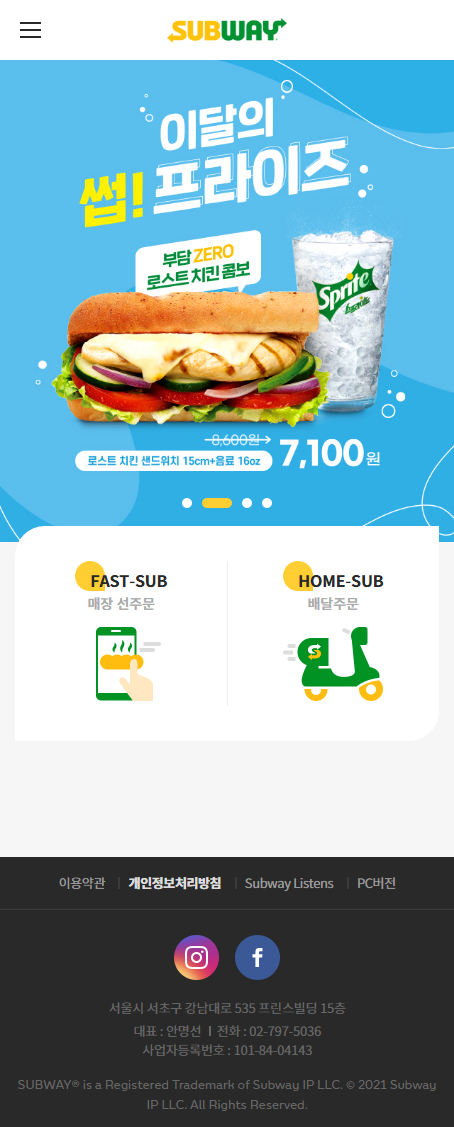 SUBWAY
이달의
썹! 프라이즈
부담 ZERO
로스트 치킨 콤보
Sprite
8,600원
로스트 치킨 샌드위치 15cm+음료 16oz
7,100원
FAST-SUB
매장 선주문
HOME-SUB
배달주문
이용약관 | 개인정보처리방침 | Subway Listens | PC버전
서울시 서초구 강남대로 535 프린스빌딩 15층
대표 : 안명선 ㅣ전화 : 02-797-5036
사업자등록번호 : 101-84-04143
SUBWAY® is a Registered Trademark of Subway IP LLC. © 2021 Subway
IP LLC. All Rights Reserved.